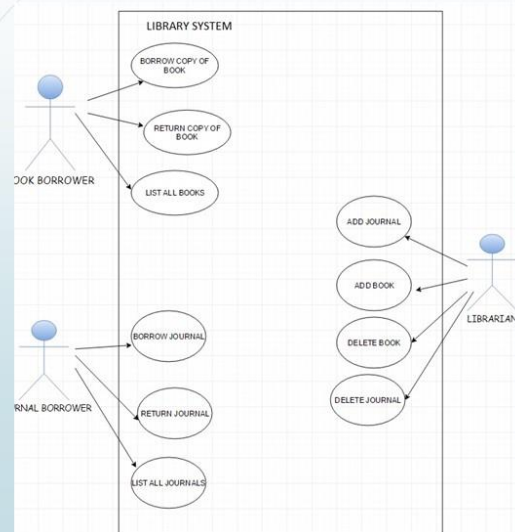 LIBRARY SYSTEM
BORROW COPY OF
BOOK
RETURN COPY OF
BOOK
OOK BORROWER
LIST ALL BOOKS
ADD JOURNAL
ADD BOOK
LIBRARIAN
BORROW JOURNAL
DELETE BOOK
RNAL BORROWER
RETURN JOURNAL
DELETE JOURNAL
LIST ALL JOURNALS